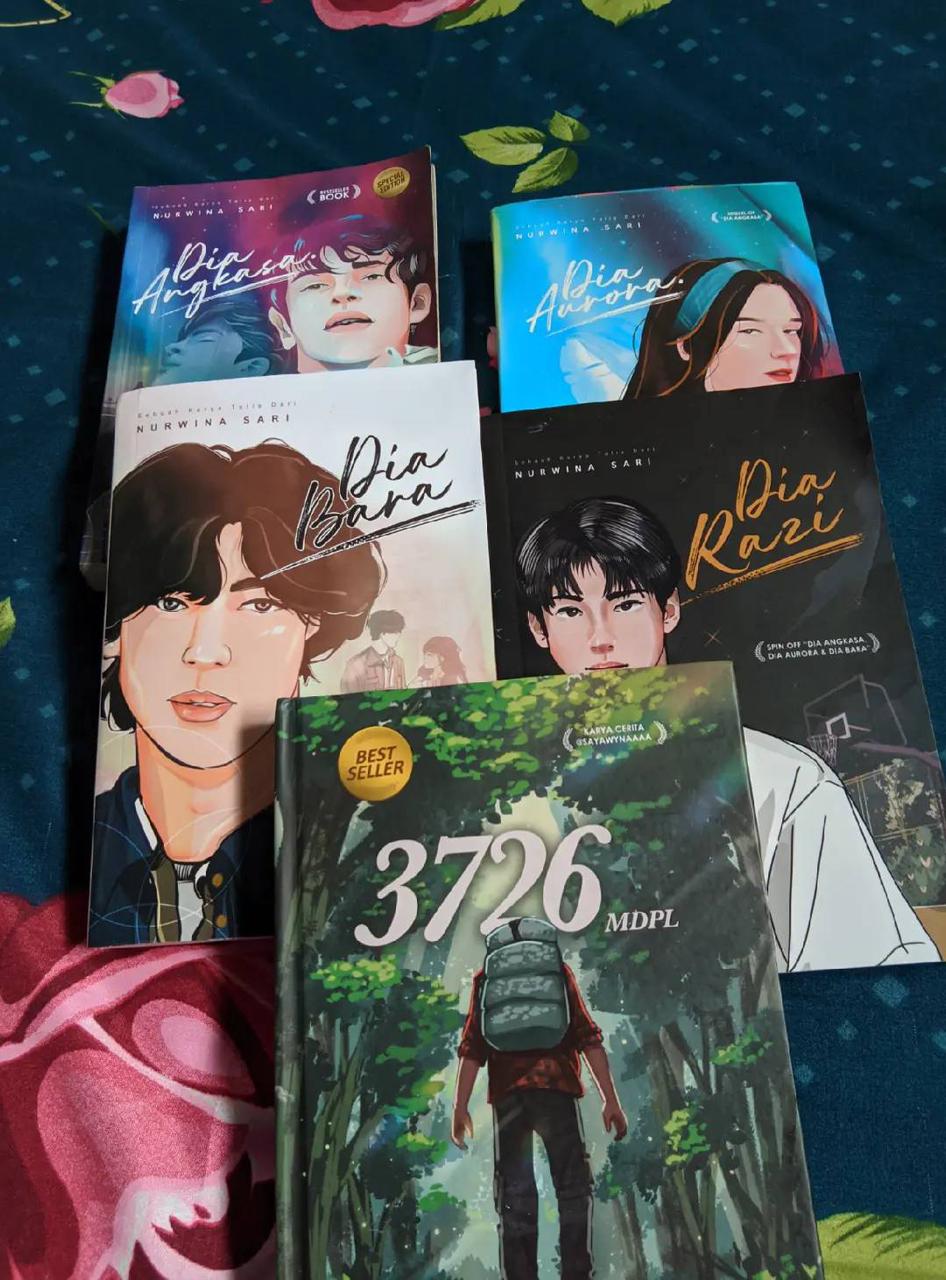 Sebuah Karya Tulis Dari
NURWINA SARI
BESTSELLER
BOOK
SPECIAL
EDITION
Dia
Angkasa.
Sebuah Karya Tulis Dari
NURWINA SARI
SEQUEL OF
"DIA ANGKASA"
Dia
Aurora.
Sebuah Karya Tulis Dari
NURWINA SARI
Dia
Bara
Sebuah Karya Tulis Dari
NURWINA SARI
Dia
Razi
SPIN OFF "DIA ANGKASA,
DIA AURORA & DIA BARA"
BEST
SELLER
KARYA CERITA
@SAYAWYNAAAA
3726
MDPL